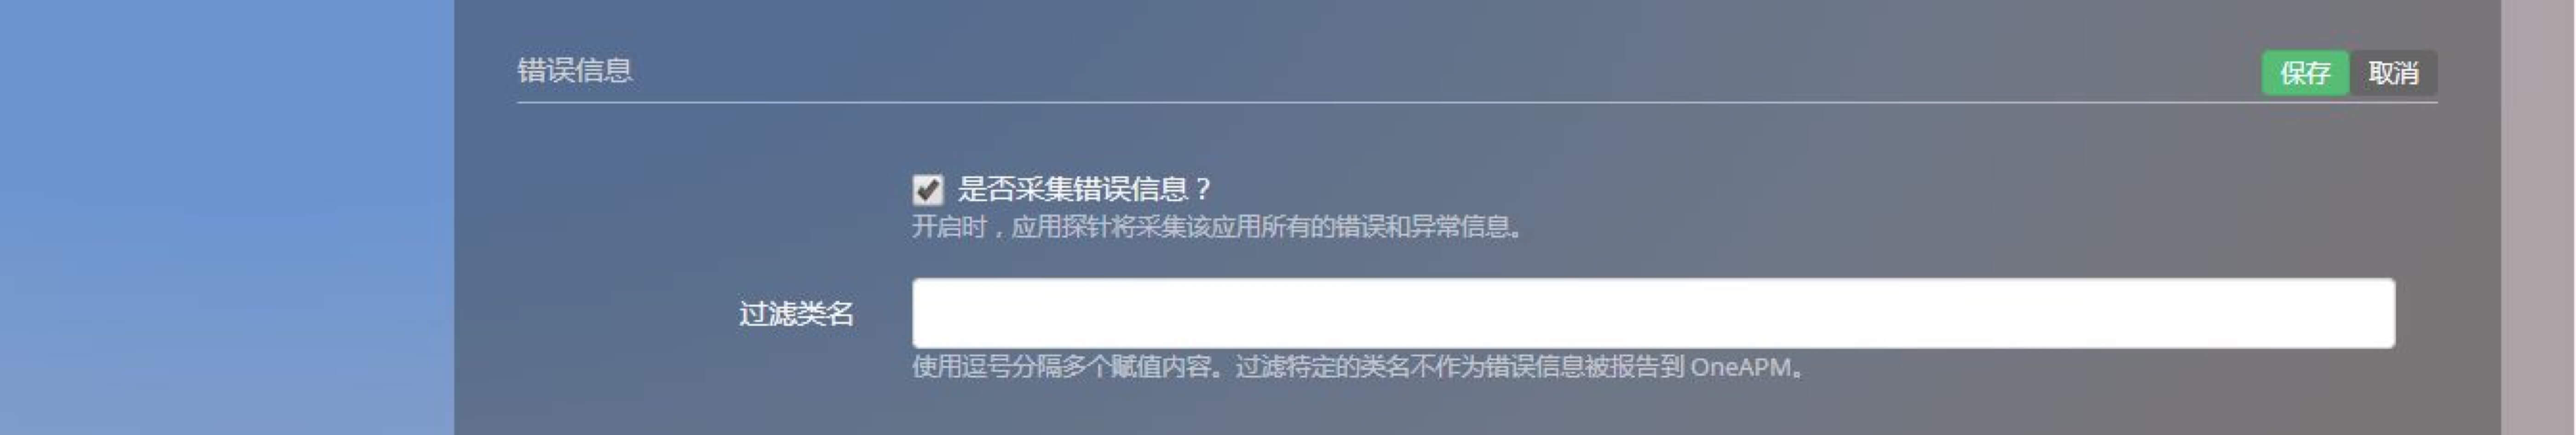 错误信息
保存 取消
是否采集错误信息？
开启时，应用探针将采集该应用所有的错误和异常信息。
过滤类名
使用逗号分隔多个赋值内容。过滤特定的类名不作为错误信息被报告到 OneAPM。